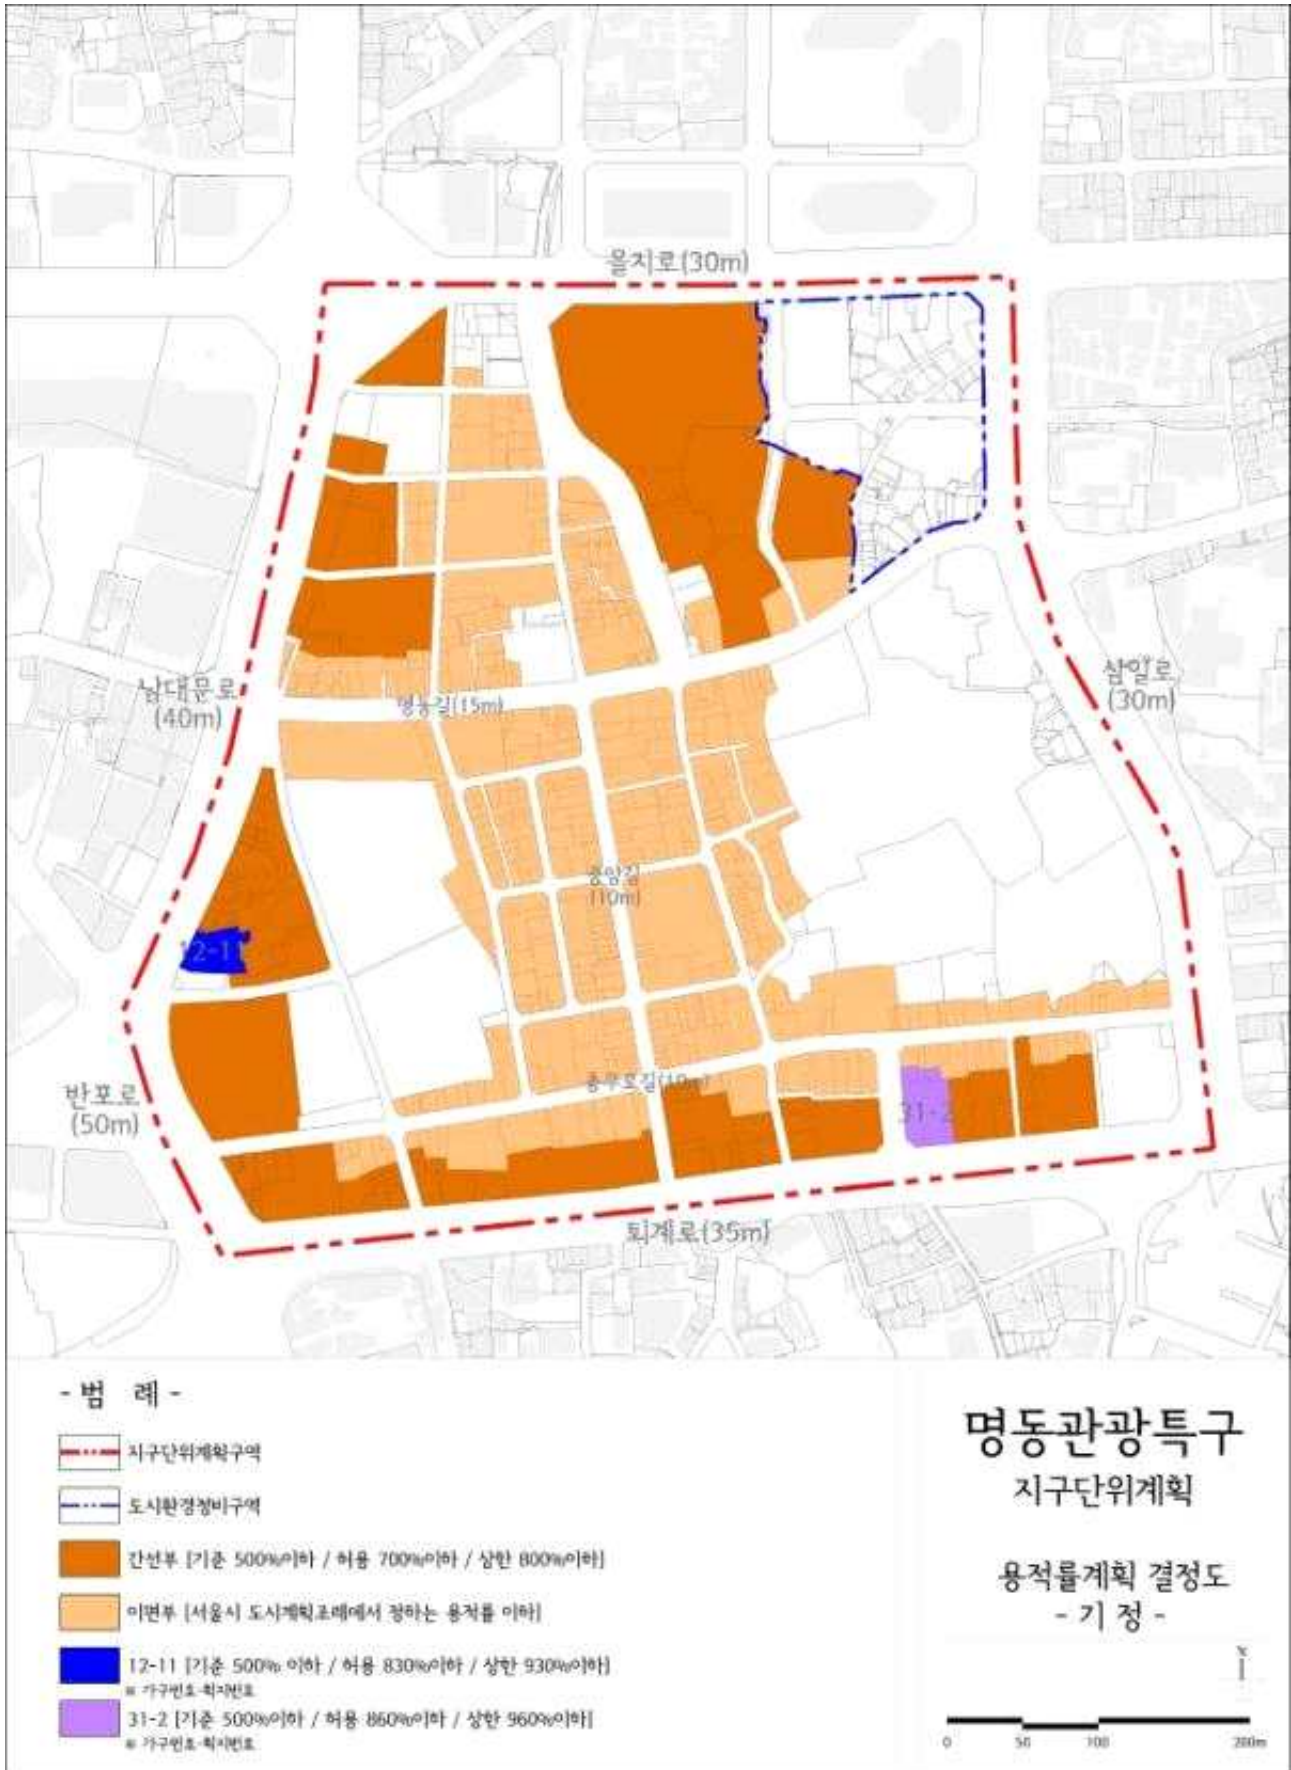 을지로(30m)
남대문로
(40m)
명동길(15m)
삼일로
(30m)
중앙길
(10m)
12-11
반포로
(50m)
충무로길(10m)
31-2
퇴계로(35m)
- 범 례 -
지구단위계획구역
도시환경정비구역
간선부 [기준 500%이하 / 허용 700%이하 / 상한 800%이하]
이면부 [서울시 도시계획조례에서 정하는 용적률 이하]
12-11 [기준 500% 이하 / 허용 830%이하 / 상한 930%이하]
※ 가구번호-획지번호
31-2 [기준 500%이하 / 허용 860%이하 / 상한 960%이하]
※ 가구번호-획지번호
명동관광특구
지구단위계획
용적률계획 결정도
- 기 정 -
N
0 50 100 200m